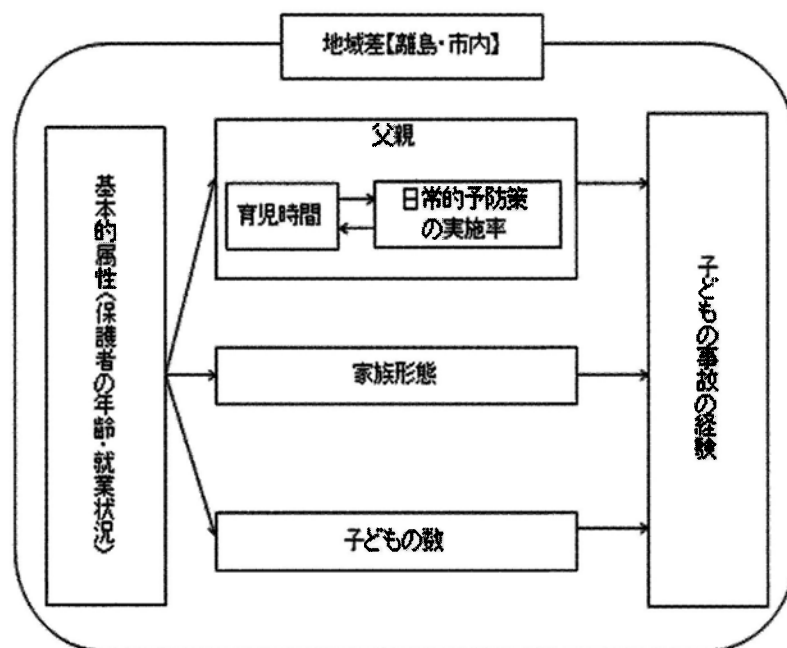 地域差【離島・市内】
基本的属性(保護者の年齢・就業状況)
父親
育児時間
日常的予防策
の実施率
家族形態
子どもの数
子どもの事故の経験